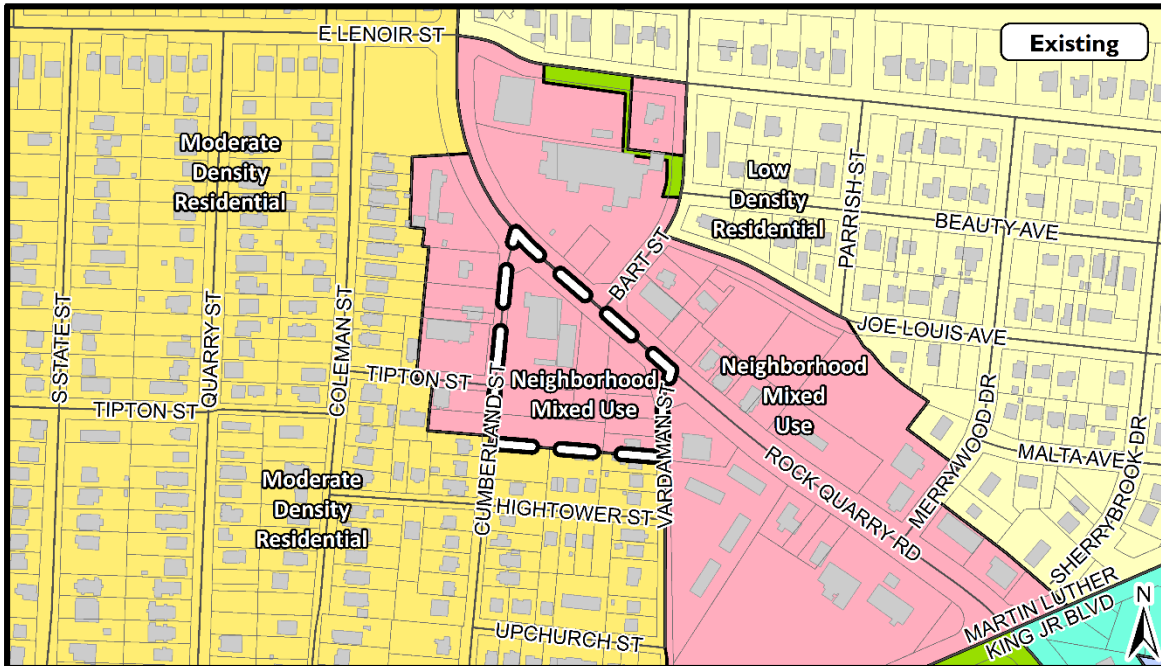 E LENOIR ST
Existing
Moderate
Density
Residential
Low
Density
Residential
PARRISH ST
BEAUTY AVE
BART ST
S STATE ST
QUARRY ST
COLEMAN ST
JOE LOUIS AVE
TIPTON ST
TIPTON ST
CUMBERLAND ST
Neighborhood
Mixed Use
VARDAMAN ST
Neighborhood
Mixed
Use
MERRYWOOD DR
MALTA AVE
SHERRYBROOK DR
ROCK QUARRY RD
Moderate
Density
Residential
HIGHTOWER ST
UPCHURCH ST
MARTIN LUTHER
KING JR BLVD
N